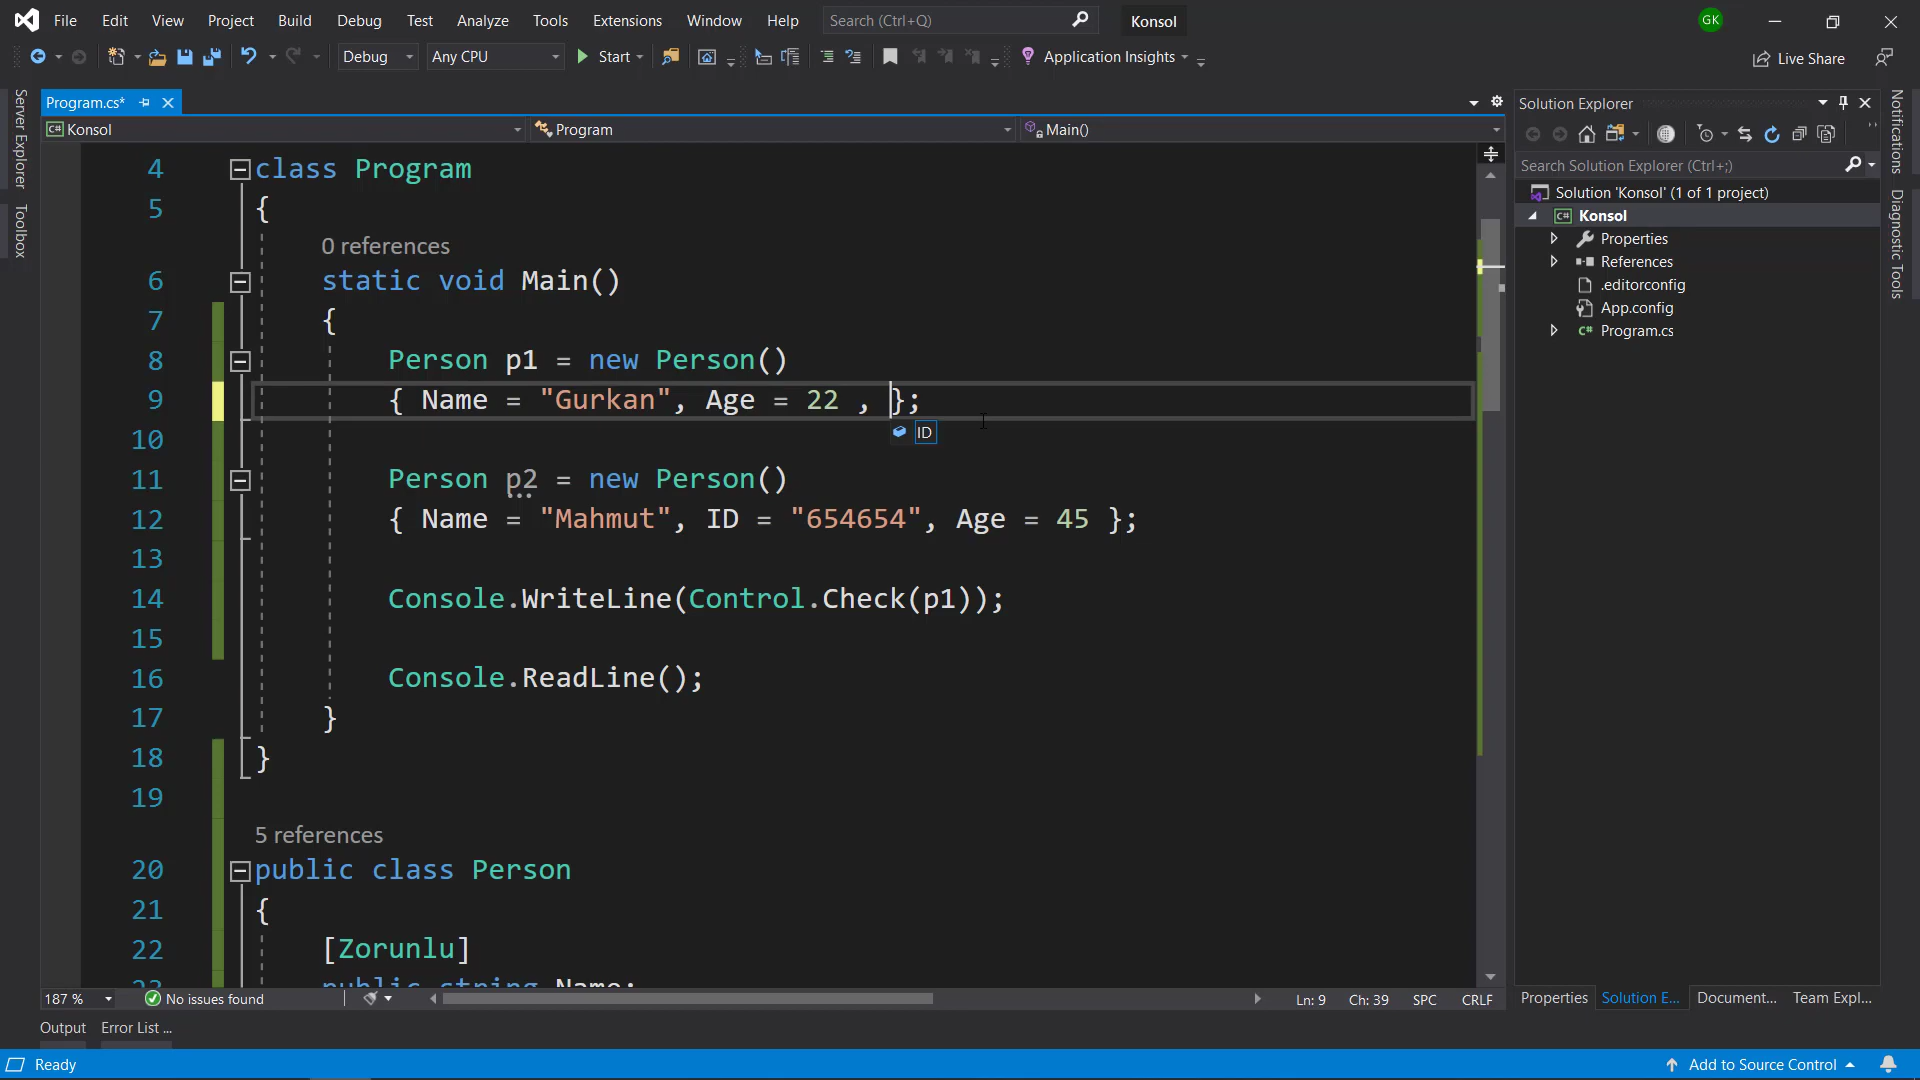 File Edit View Project Build Debug Test Analyze Tools Extensions Window Help Search (Ctrl+Q) Konsol GK
Debug Any CPU Start Application Insights Live Share
Server Explorer
Toolbox
Program.cs*
Konsol Program Main()
4 class Program
5 {
0 references
6 static void Main()
7 {
8 Person p1 = new Person()
9 { Name = "Gurkan", Age = 22 , };
ID
10
11 Person p2 = new Person()
12 { Name = "Mahmut", ID = "654654", Age = 45 };
13
14 Console.WriteLine(Control.Check(p1));
15
16 Console.ReadLine();
17 }
18 }
19
5 references
20 public class Person
21 {
22 [Zorunlu]
23 public string Name;
187 % No issues found Ln: 9 Ch: 39 SPC CRLF
Output Error List ...
Solution Explorer
Search Solution Explorer (Ctrl+;)
Solution 'Konsol' (1 of 1 project)
C# Konsol
Properties
References
.editorconfig
App.config
C# Program.cs
Properties Solution E... Document... Team Expl...
Notifications
Diagnostic Tools
Ready Add to Source Control